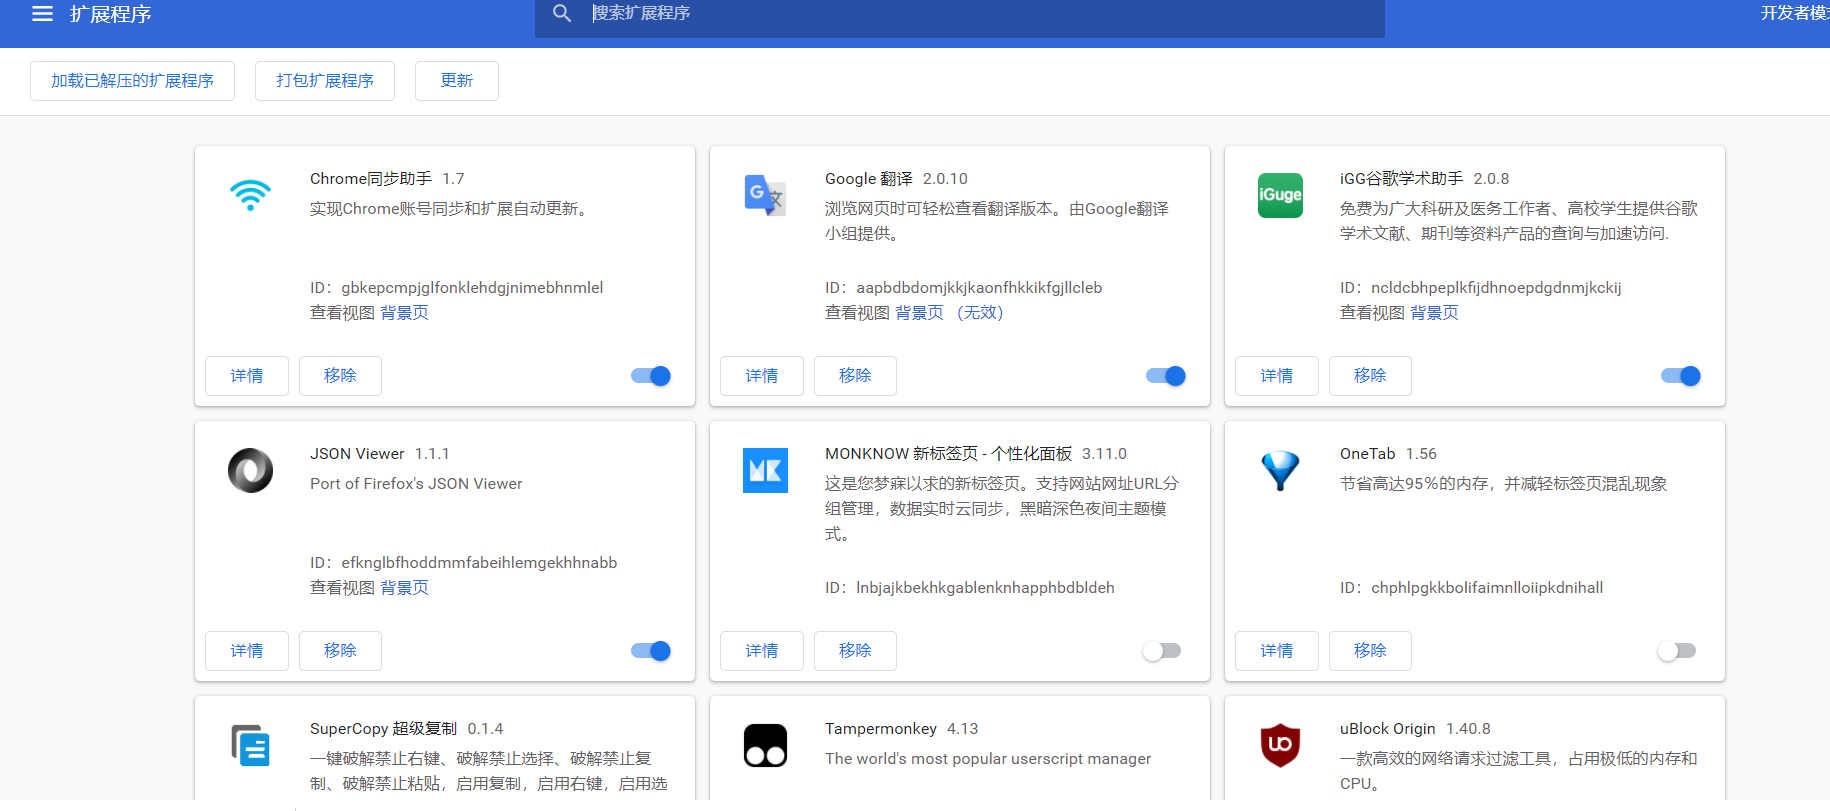 扩展程序
搜索扩展程序
开发者模
加载已解压的扩展程序
打包扩展程序
更新
Chrome同步助手 1.7
实现Chrome账号同步和扩展自动更新。
ID：gbkepcmpjglfonklehdgjnimebhnmlel
查看视图 背景页
详情
移除
G 文
Google 翻译 2.0.10
浏览网页时可轻松查看翻译版本。由Google翻译
小组提供。
ID：aapbdbdomjkkjkaonfhkkikfgjllcleb
查看视图 背景页 （无效）
详情
移除
iGuge
iGG谷歌学术助手 2.0.8
免费为广大科研及医务工作者、高校学生提供谷歌
学术文献、期刊等资料产品的查询与加速访问.
ID：ncldcbhpeplkfijdhnoepdgdnmjkckij
查看视图 背景页
详情
移除
JSON Viewer 1.1.1
Port of Firefox's JSON Viewer
ID：efknglbfhoddmmfabeihlemgekhhnabb
查看视图 背景页
详情
移除
MK
MONKNOW 新标签页 - 个性化面板 3.11.0
这是您梦寐以求的新标签页。支持网站网址URL分
组管理，数据实时云同步，黑暗深色夜间主题模
式。
ID：lnbjajkbekhkgablenknhapphbdbldeh
详情
移除
OneTab 1.56
节省高达95％的内存，并减轻标签页混乱现象
ID：chphlpgkkbolifaimnlloiipkdnihall
详情
移除
SuperCopy 超级复制 0.1.4
一键破解禁止右键、破解禁止选择、破解禁止复
制、破解禁止粘贴，启用复制，启用右键，启用选
Tampermonkey 4.13
The world's most popular userscript manager
uO
uBlock Origin 1.40.8
一款高效的网络请求过滤工具，占用极低的内存和
CPU。